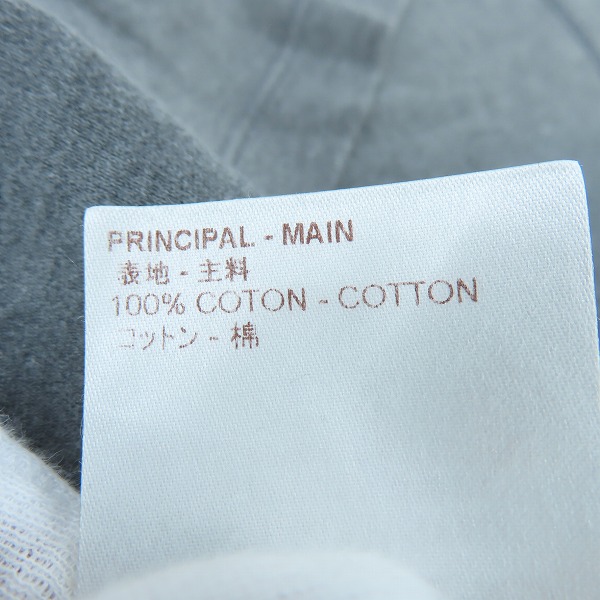 PRINCIPAL - MAIN
表地 - 主料
100% COTON - COTTON
コットン - 棉